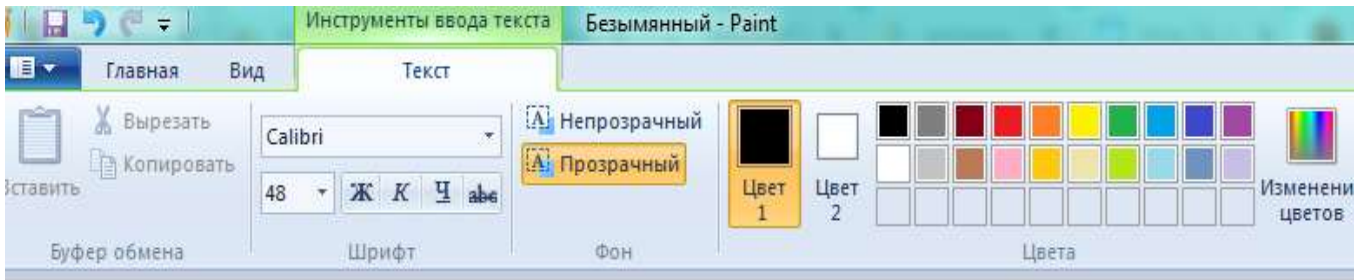 Инструменты ввода текста Безымянный - Paint
Главная Вид Текст
Вставить
Вырезать
Копировать
Буфер обмена
Calibri
48 Ж К Ч abc
Шрифт
Непрозрачный
Прозрачный
Фон
Цвет 1
Цвет 2
Изменени
цветов
Цвета